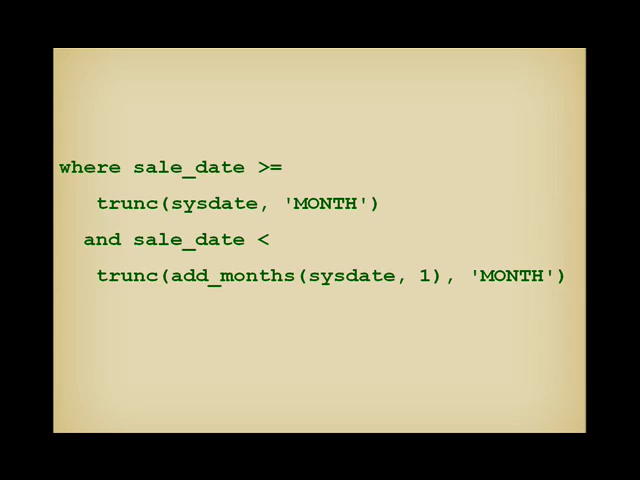 where sale_date >=
trunc(sysdate, 'MONTH')
and sale_date <
trunc(add_months(sysdate, 1), 'MONTH')